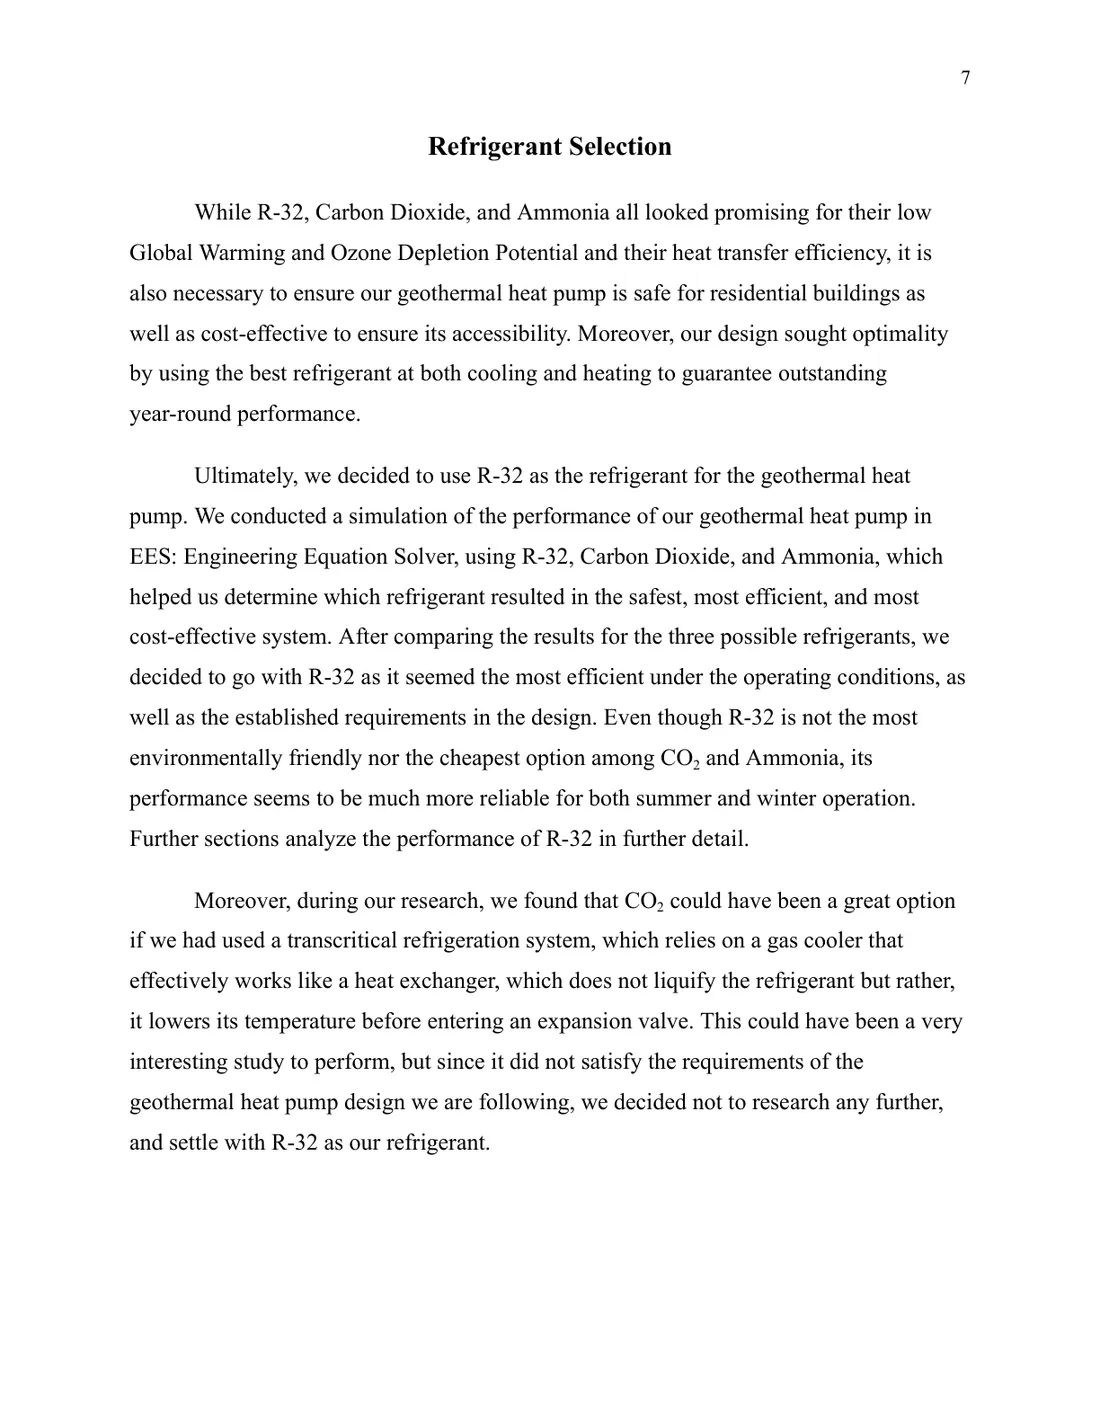 7
Refrigerant Selection
While R-32, Carbon Dioxide, and Ammonia all looked promising for their low
Global Warming and Ozone Depletion Potential and their heat transfer efficiency, it is
also necessary to ensure our geothermal heat pump is safe for residential buildings as
well as cost-effective to ensure its accessibility. Moreover, our design sought optimality
by using the best refrigerant at both cooling and heating to guarantee outstanding
year-round performance.
Ultimately, we decided to use R-32 as the refrigerant for the geothermal heat
pump. We conducted a simulation of the performance of our geothermal heat pump in
EES: Engineering Equation Solver, using R-32, Carbon Dioxide, and Ammonia, which
helped us determine which refrigerant resulted in the safest, most efficient, and most
cost-effective system. After comparing the results for the three possible refrigerants, we
decided to go with R-32 as it seemed the most efficient under the operating conditions, as
well as the established requirements in the design. Even though R-32 is not the most
environmentally friendly nor the cheapest option among CO₂ and Ammonia, its
performance seems to be much more reliable for both summer and winter operation.
Further sections analyze the performance of R-32 in further detail.
Moreover, during our research, we found that CO₂ could have been a great option
if we had used a transcritical refrigeration system, which relies on a gas cooler that
effectively works like a heat exchanger, which does not liquify the refrigerant but rather,
it lowers its temperature before entering an expansion valve. This could have been a very
interesting study to perform, but since it did not satisfy the requirements of the
geothermal heat pump design we are following, we decided not to research any further,
and settle with R-32 as our refrigerant.